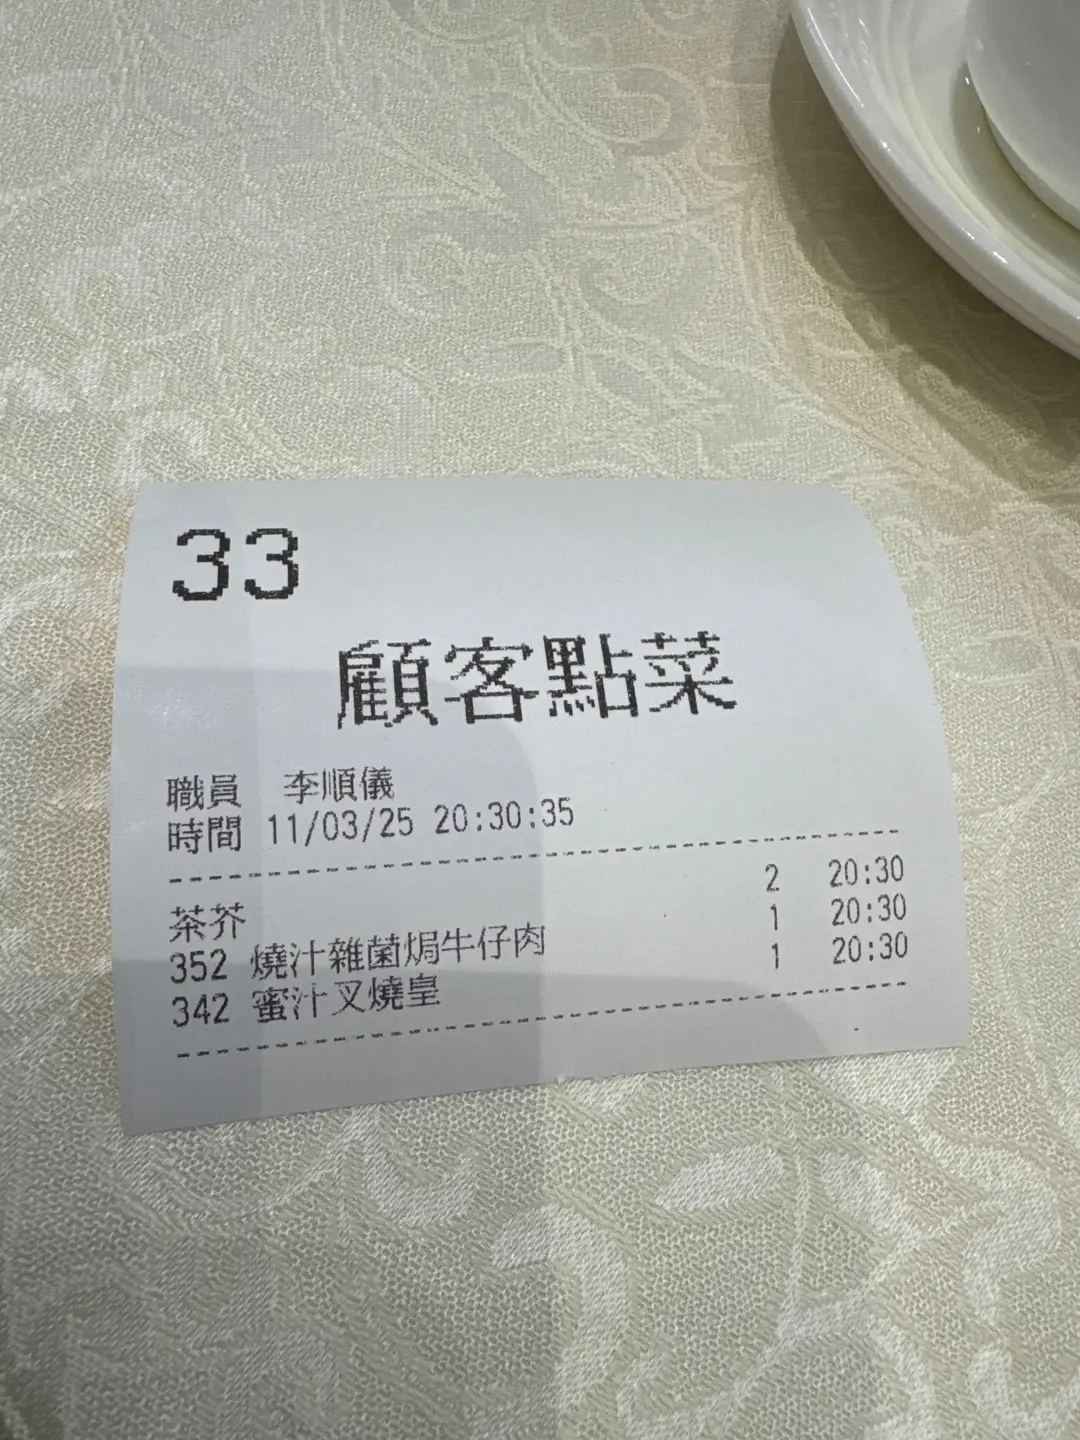 33
顧客點菜
職員 李順儀
時間 11/03/25 20:30:35
茶芥 2 20:30
352 燒汁雜菌焗牛仔肉 1 20:30
342 蜜汁叉燒皇 1 20:30